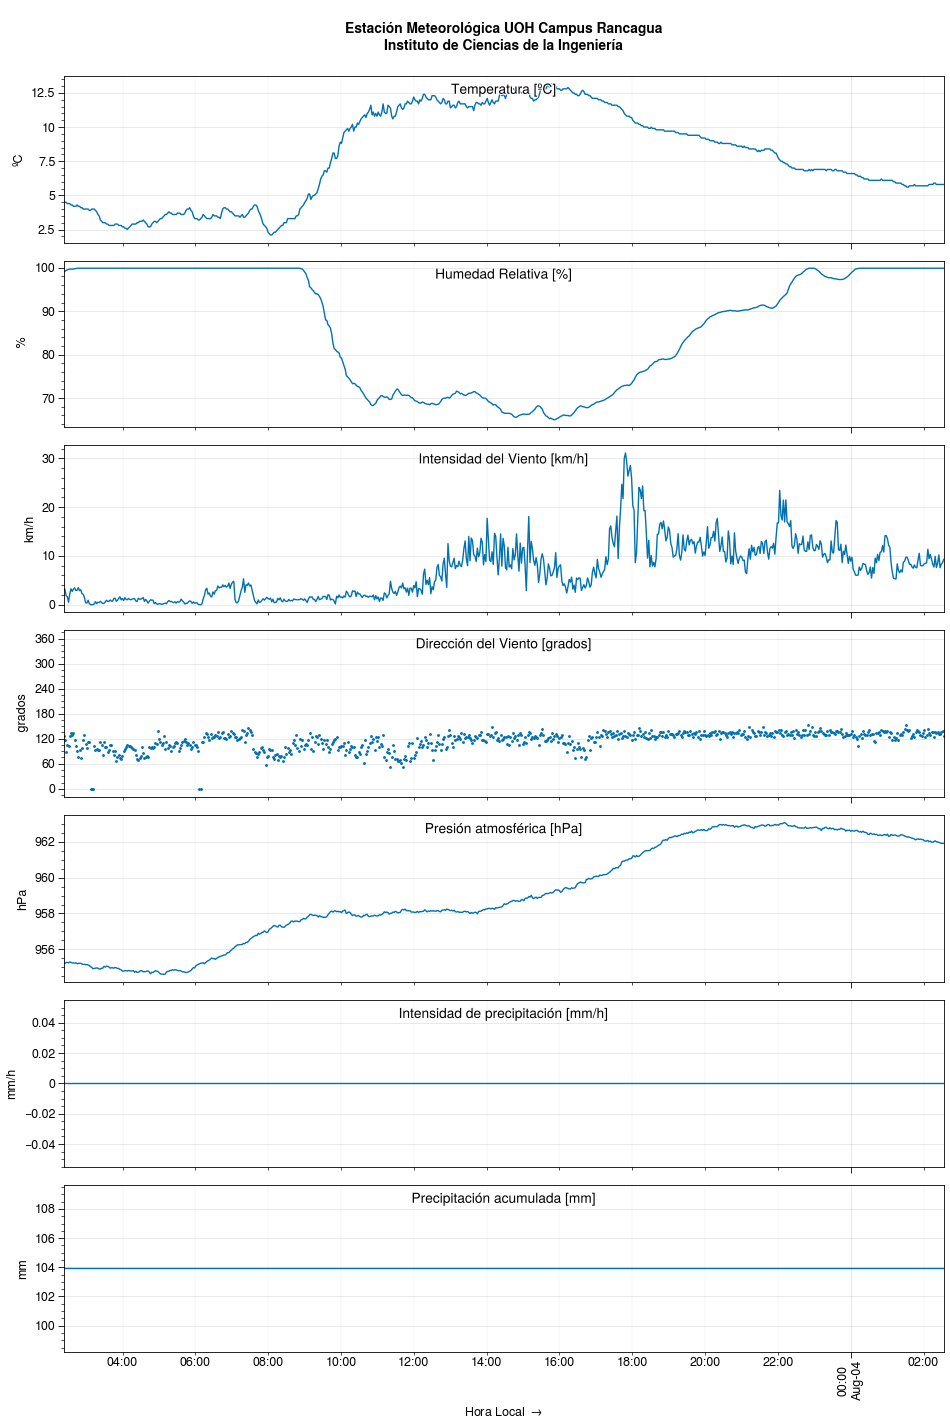 Estación Meteorológica UOH Campus Rancagua
Instituto de Ciencias de la Ingeniería
Temperatura [ºC]
ºC
12.5
10
7.5
5
2.5
Humedad Relativa [%]
%
100
90
80
70
Intensidad del Viento [km/h]
km/h
30
20
10
0
Dirección del Viento [grados]
grados
360
300
240
180
120
60
0
Presión atmosférica [hPa]
hPa
962
960
958
956
Intensidad de precipitación [mm/h]
mm/h
0.04
0.02
0
−0.02
−0.04
Precipitación acumulada [mm]
mm
108
106
104
102
100
04:00 06:00 08:00 10:00 12:00 14:00 16:00 18:00 20:00 22:00 00:00 02:00
Aug-04
Hora Local →